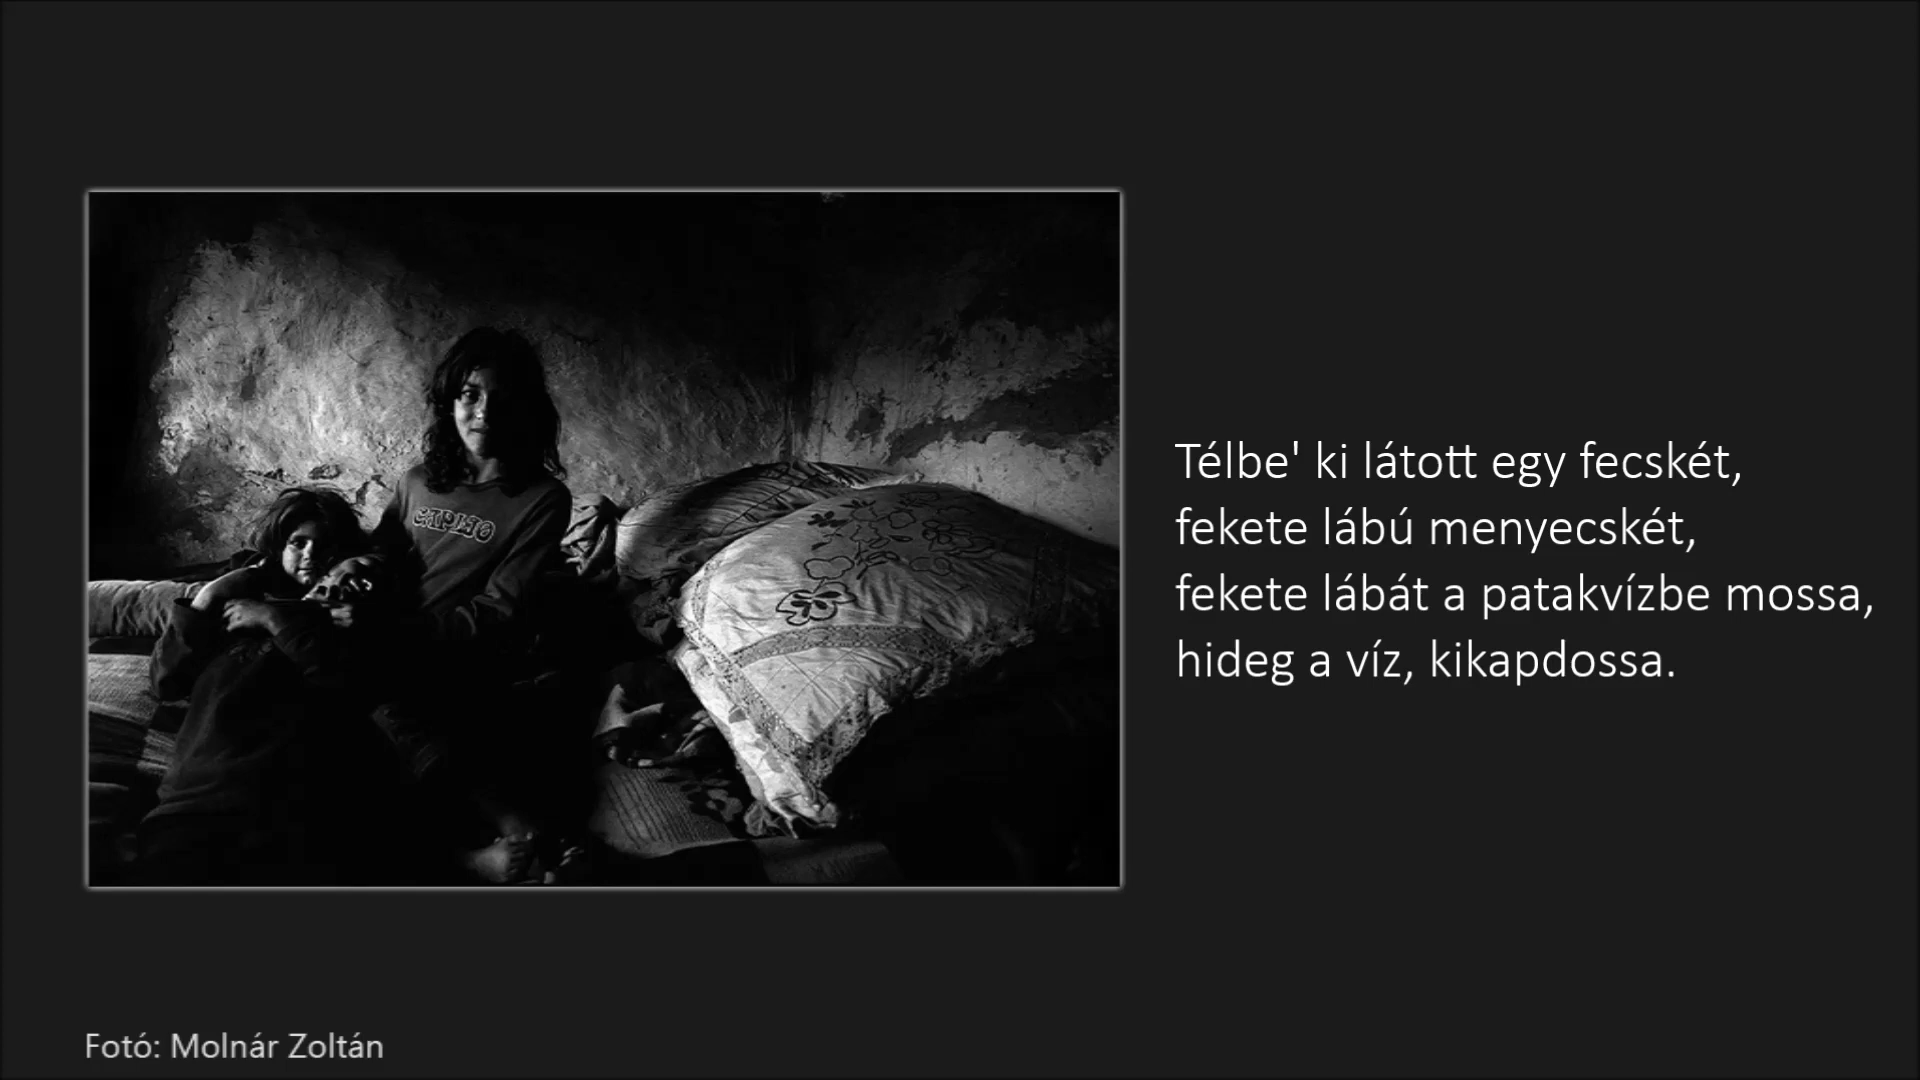 Télbe' ki látott egy fecskét,
fekete lábú menyecskét,
fekete lábát a patakvízbe mossa,
hideg a víz, kikapdossa.
Fotó: Molnár Zoltán